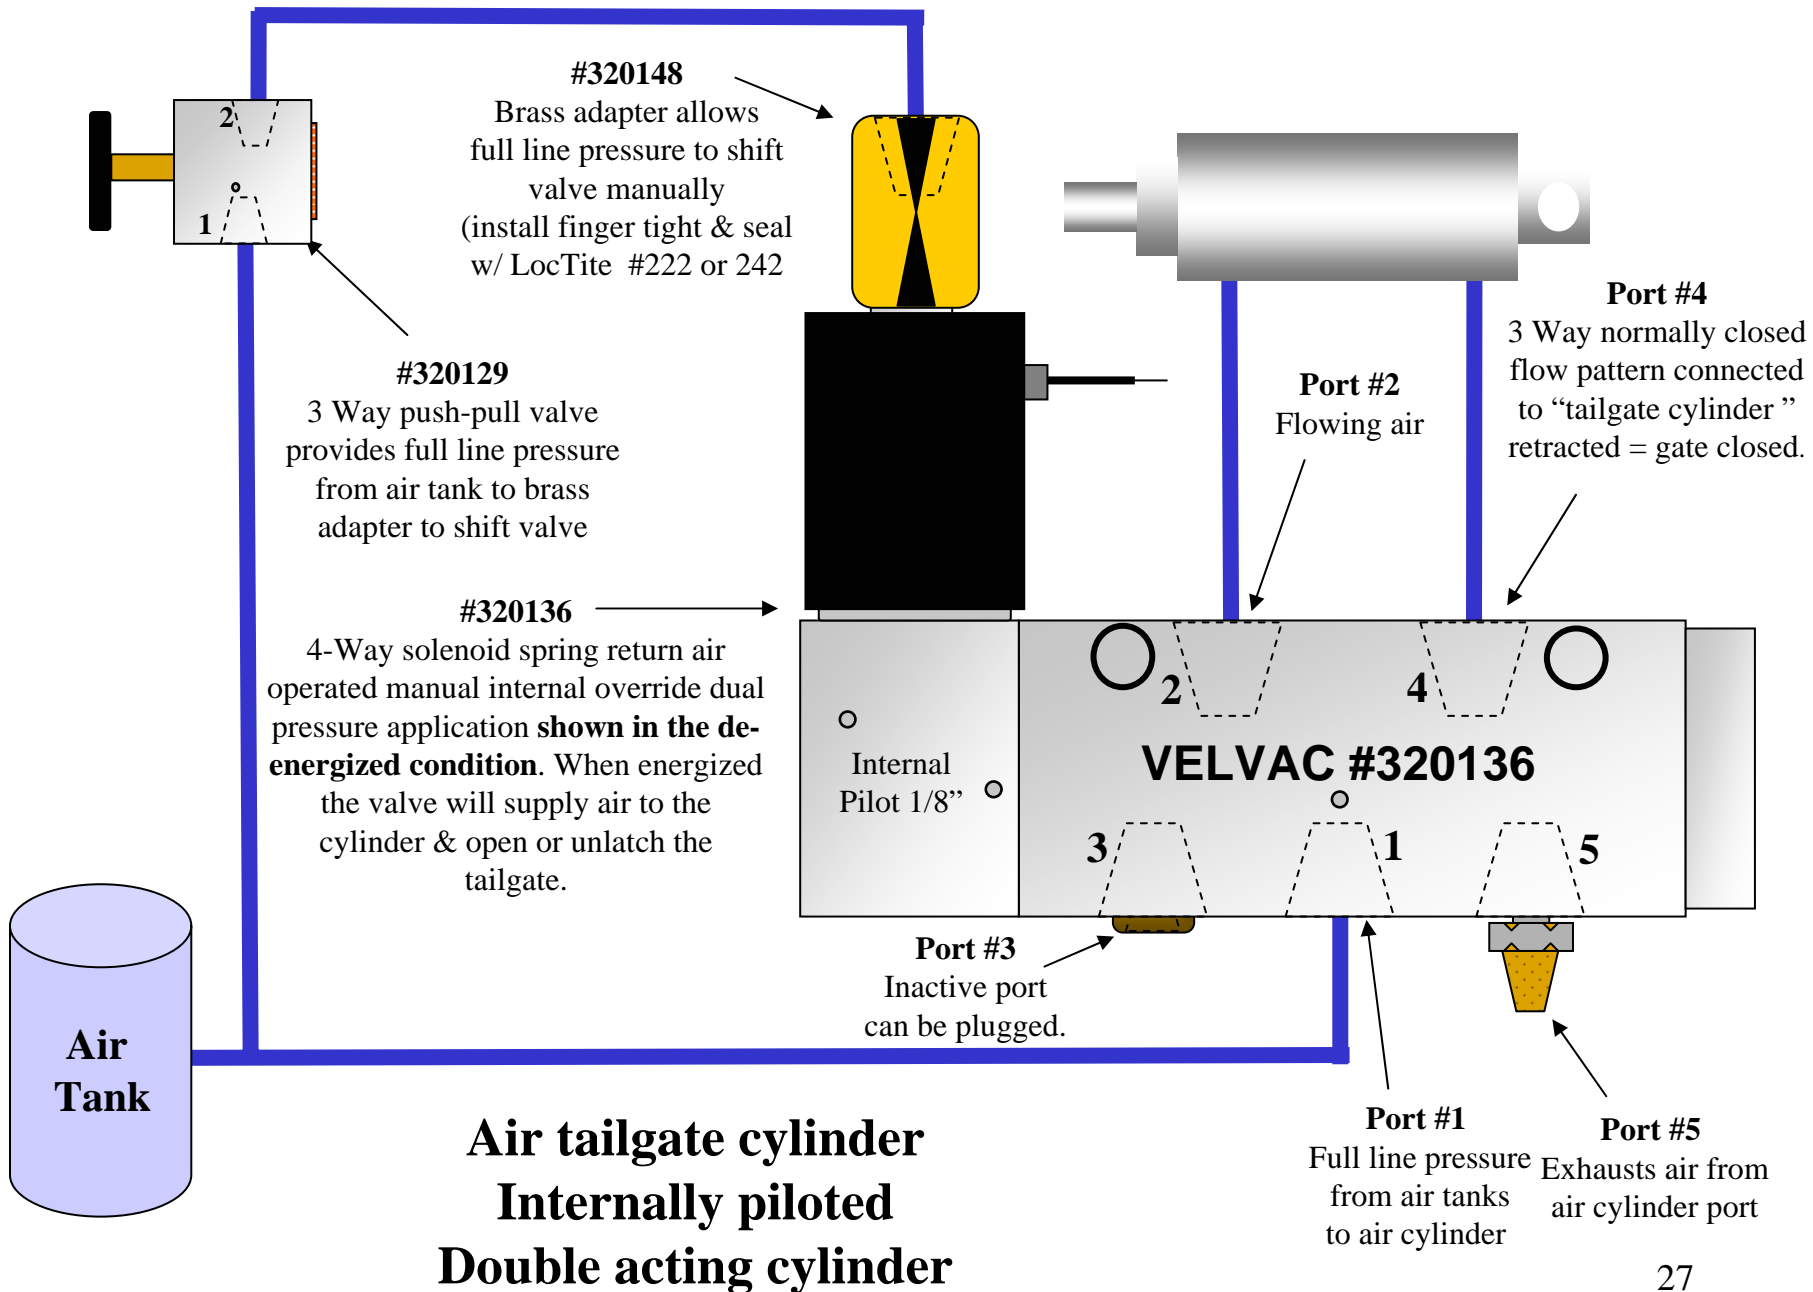 #320148
Brass adapter allows
full line pressure to shift
valve manually
(install finger tight & seal
w/ LocTite #222 or 242
2
1
#320129
3 Way push-pull valve
provides full line pressure
from air tank to brass
adapter to shift valve
Port #2
Flowing air
Port #4
3 Way normally closed
flow pattern connected
to “tailgate cylinder ”
retracted = gate closed.
#320136
4-Way solenoid spring return air
operated manual internal override dual
pressure application shown in the de-
energized condition. When energized
the valve will supply air to the
cylinder & open or unlatch the
tailgate.
2
4
VELVAC #320136
Internal
Pilot 1/8”
3
1
5
Port #3
Inactive port
can be plugged.
Air
Tank
Port #1
Full line pressure
from air tanks
to air cylinder
Port #5
Exhausts air from
air cylinder port
Air tailgate cylinder
Internally piloted
Double acting cylinder
27